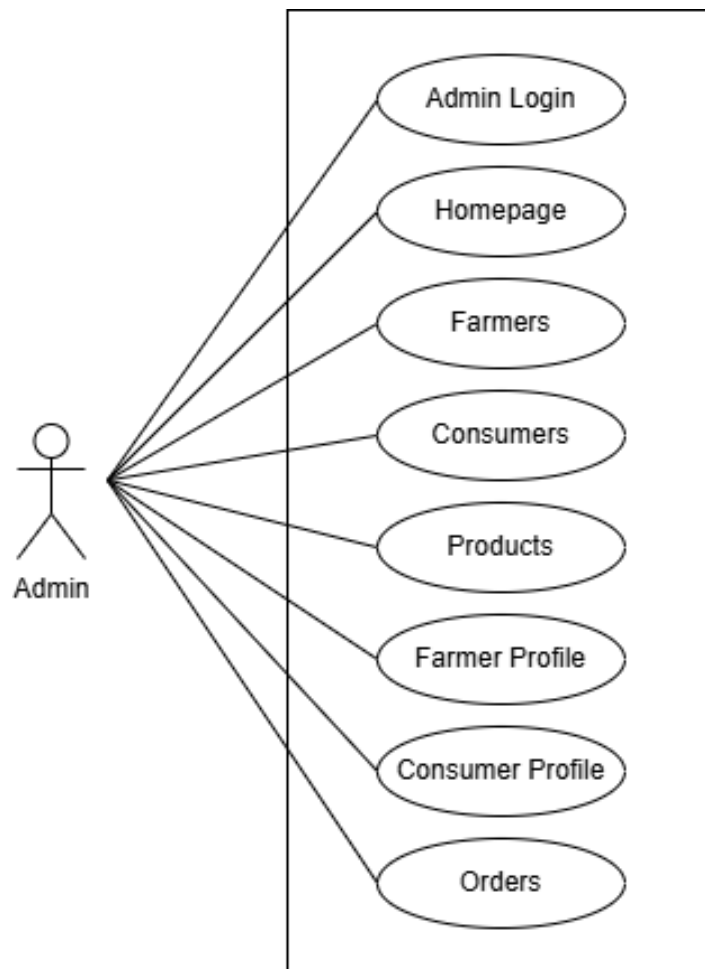 Admin Login
Homepage
Farmers
Consumers
Products
Admin
Farmer Profile
Consumer Profile
Orders